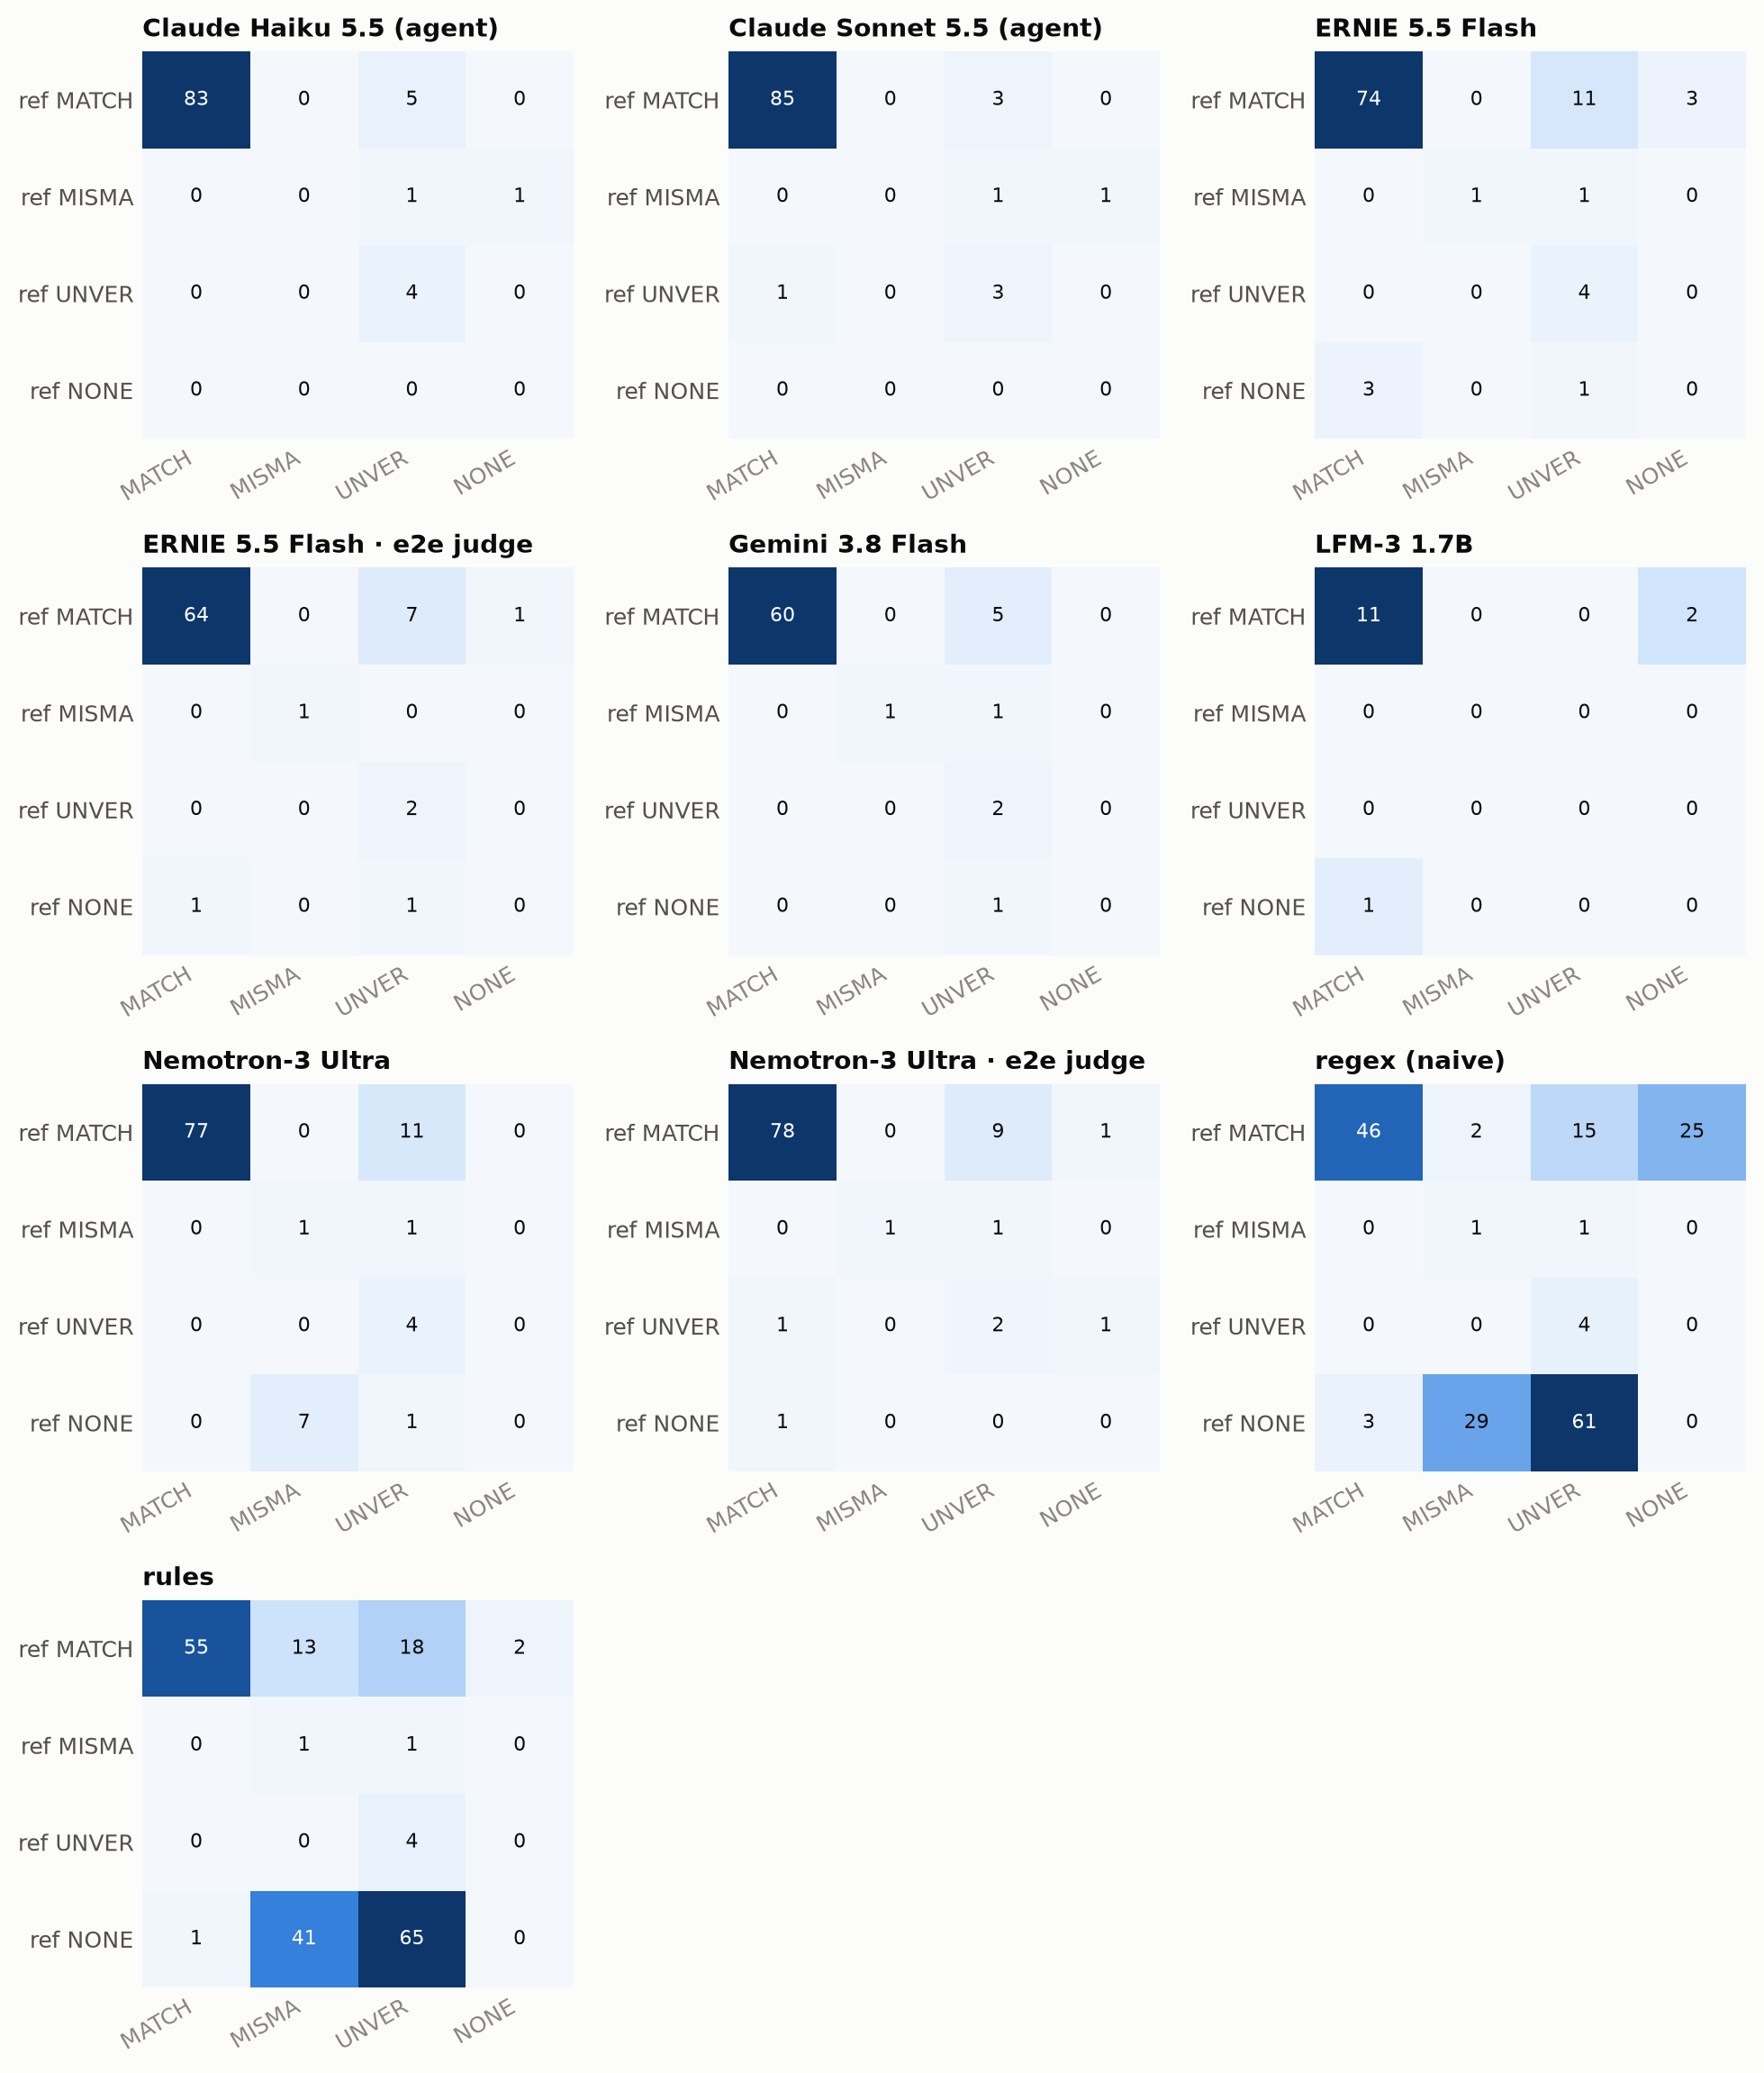 Claude Haiku 5.5 (agent) Claude Sonnet 5.5 (agent) ERNIE 5.5 Flash
ref MATCH 83 0 5 0 ref MATCH 85 0 3 0 ref MATCH 74 0 11 3
ref MISMA 0 0 1 1 ref MISMA 0 0 1 1 ref MISMA 0 1 1 0
ref UNVER 0 0 4 0 ref UNVER 1 0 3 0 ref UNVER 0 0 4 0
ref NONE 0 0 0 0 ref NONE 0 0 0 0 ref NONE 3 0 1 0
MATCH MISMA UNVER NONE MATCH MISMA UNVER NONE MATCH MISMA UNVER NONE
ERNIE 5.5 Flash · e2e judge Gemini 3.8 Flash LFM-3 1.7B
ref MATCH 64 0 7 1 ref MATCH 60 0 5 0 ref MATCH 11 0 0 2
ref MISMA 0 1 0 0 ref MISMA 0 1 1 0 ref MISMA 0 0 0 0
ref UNVER 0 0 2 0 ref UNVER 0 0 2 0 ref UNVER 0 0 0 0
ref NONE 1 0 1 0 ref NONE 0 0 1 0 ref NONE 1 0 0 0
MATCH MISMA UNVER NONE MATCH MISMA UNVER NONE MATCH MISMA UNVER NONE
Nemotron-3 Ultra Nemotron-3 Ultra · e2e judge regex (naive)
ref MATCH 77 0 11 0 ref MATCH 78 0 9 1 ref MATCH 46 2 15 25
ref MISMA 0 1 1 0 ref MISMA 0 1 1 0 ref MISMA 0 1 1 0
ref UNVER 0 0 4 0 ref UNVER 1 0 2 1 ref UNVER 0 0 4 0
ref NONE 0 7 1 0 ref NONE 1 0 0 0 ref NONE 3 29 61 0
MATCH MISMA UNVER NONE MATCH MISMA UNVER NONE MATCH MISMA UNVER NONE
rules
ref MATCH 55 13 18 2
ref MISMA 0 1 1 0
ref UNVER 0 0 4 0
ref NONE 1 41 65 0
MATCH MISMA UNVER NONE